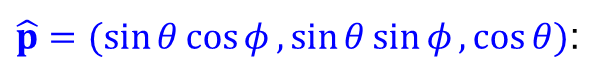 p̂ = (sin θ cos ϕ , sin θ sin ϕ , cos θ):